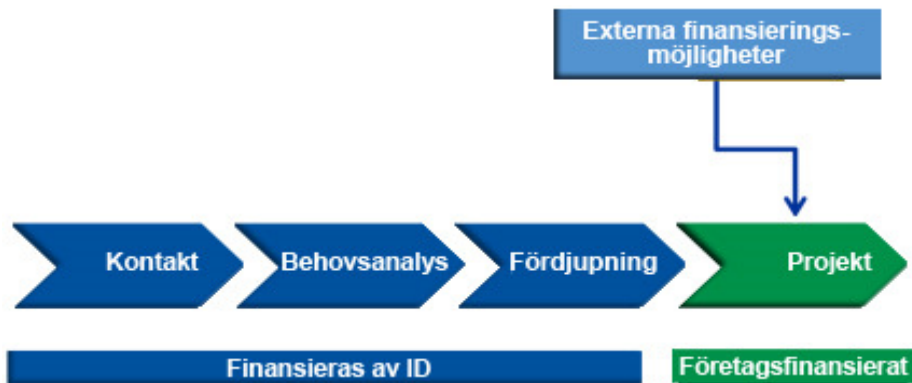 Externa finansierings-
möjligheter
Kontakt
Behovsanalys
Fördjupning
Projekt
Finansieras av ID
Företagsfinansierat